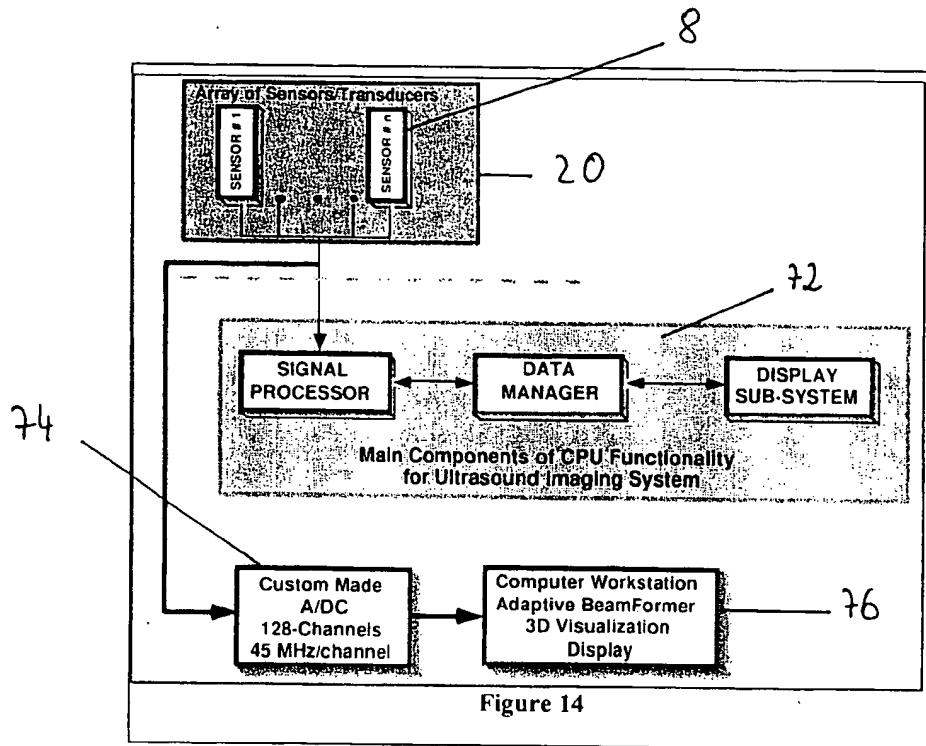 8
Array of Sensors/Transducers
SENSOR # 1
SENSOR # n
20
72
SIGNAL
PROCESSOR
DATA
MANAGER
DISPLAY
SUB-SYSTEM
74
Main Components of CPU Functionality
for Ultrasound Imaging System
Custom Made
A/DC
128-Channels
45 MHz/channel
Computer Workstation
Adaptive BeamFormer
3D Visualization
Display
76
Figure 14